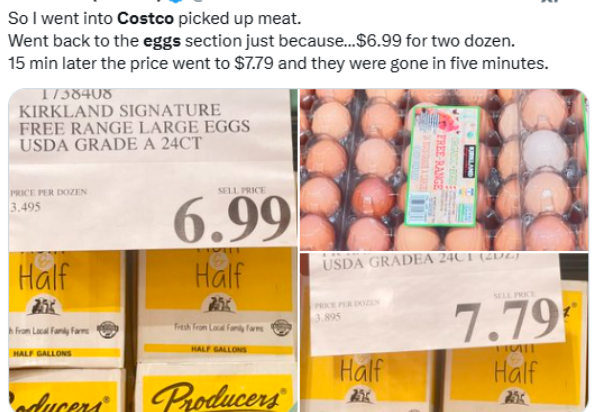 So I went into Costco picked up meat.
Went back to the eggs section just because...$6.99 for two dozen.
15 min later the price went to $7.79 and they were gone in five minutes.
1738408
KIRKLAND SIGNATURE
FREE RANGE LARGE EGGS
USDA GRADE A 24CT
PRICE PER DOZEN
3.495
SELL PRICE
6.99
Half
Half
Fresh From Local Family Farms
HALF GALLONS
HALF GALLONS
Producers
KIRKLAND
FREE RANGE
USDA GRADEA 24CT (2DZ)
PRICE PER DOZEN
3.895
SELL PRICE
7.79
Half
Half